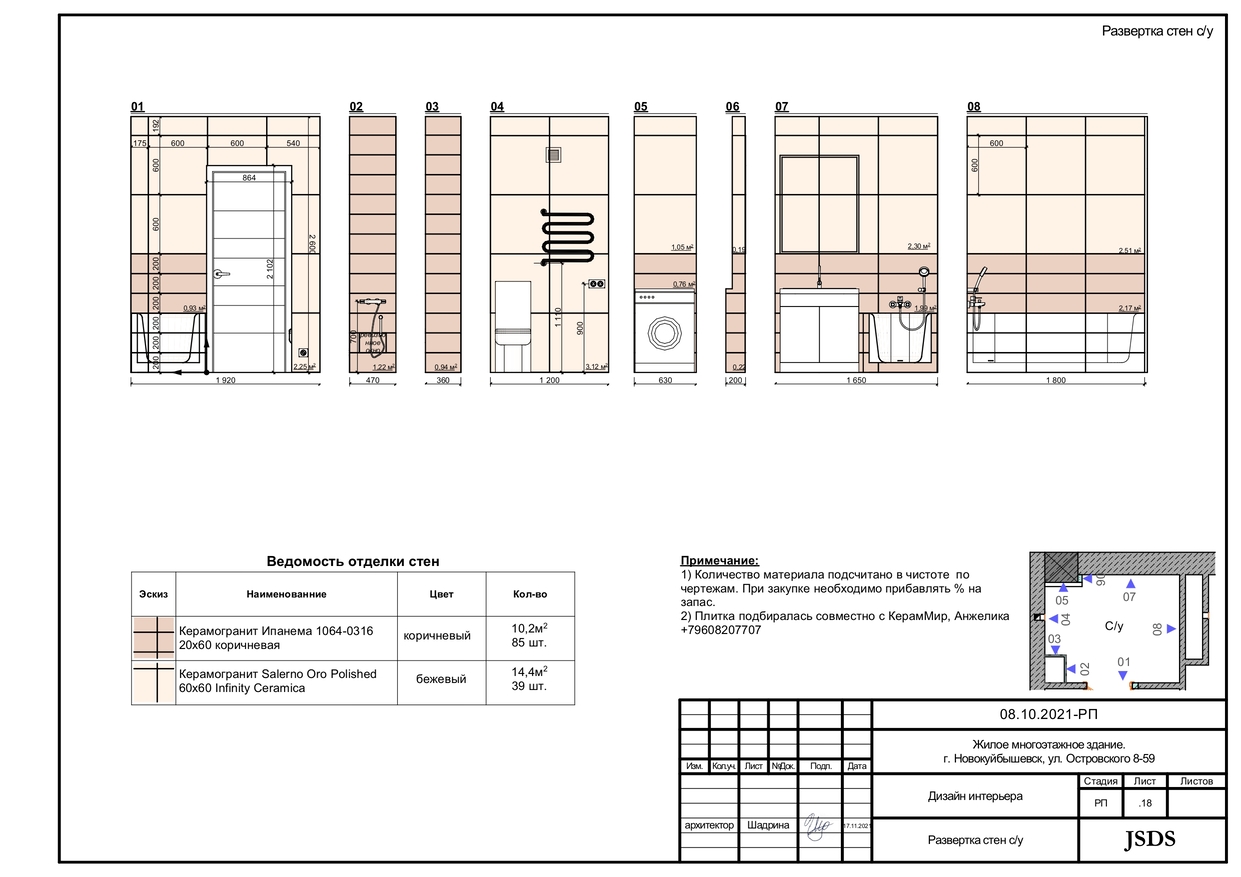 Развертка стен с/у
01
02
03
04
05
06
07
08
192
175
600
600
540
600
864
600
2 600
2 102
200
200
200
200
200
200
0,93 м²
2,25 м²
1 920
700
1,22 м²
470
0,94 м²
360
1 110
900
3,12 м²
1 200
1,05 м²
0,76 м²
630
0,19
0,22
200
2,30 м²
1,99 м²
1 650
600
600
2,51 м²
2,17 м²
1 800
Ведомость отделки стен
Эскиз Наименованние Цвет Кол-во
Керамогранит Ипанема 1064-0316
20x60 коричневая
коричневый
10,2м²
85 шт.
Керамогранит Salerno Oro Polished
60x60 Infinity Ceramica
бежевый
14,4м²
39 шт.
Примечание:
1) Количество материала подсчитано в чистоте по
чертежам. При закупке необходимо прибавлять % на
запас.
2) Плитка подбиралась совместно с КерамМир, Анжелика
+79608207707
05
06
07
04
С/у
08
03
02
01
08.10.2021-РП
Жилое многоэтажное здание.
г. Новокуйбышевск, ул. Островского 8-59
Изм. Кол.уч. Лист №Док. Подп. Дата
Дизайн интерьера
Стадия Лист Листов
РП .18
архитектор Шадрина 17.11.2021
Развертка стен с/у
JSDS